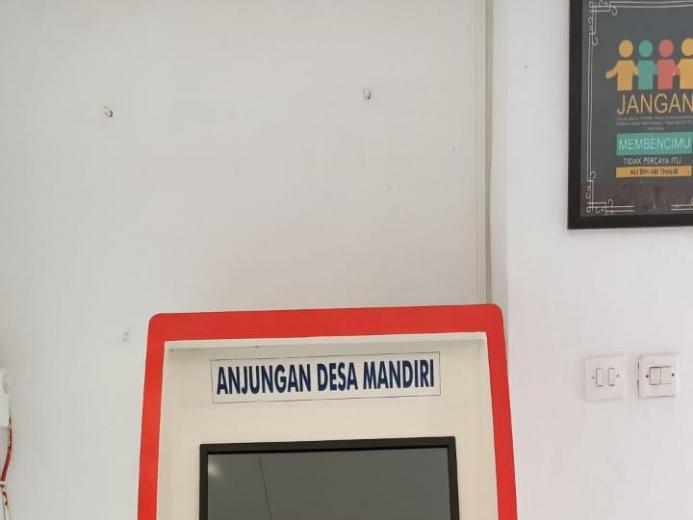 ANJUNGAN DESA MANDIRI
JANGAN
MEMBENCIMU
TIDAK PERCAYA ITU
ALI BIN ABI THALIB